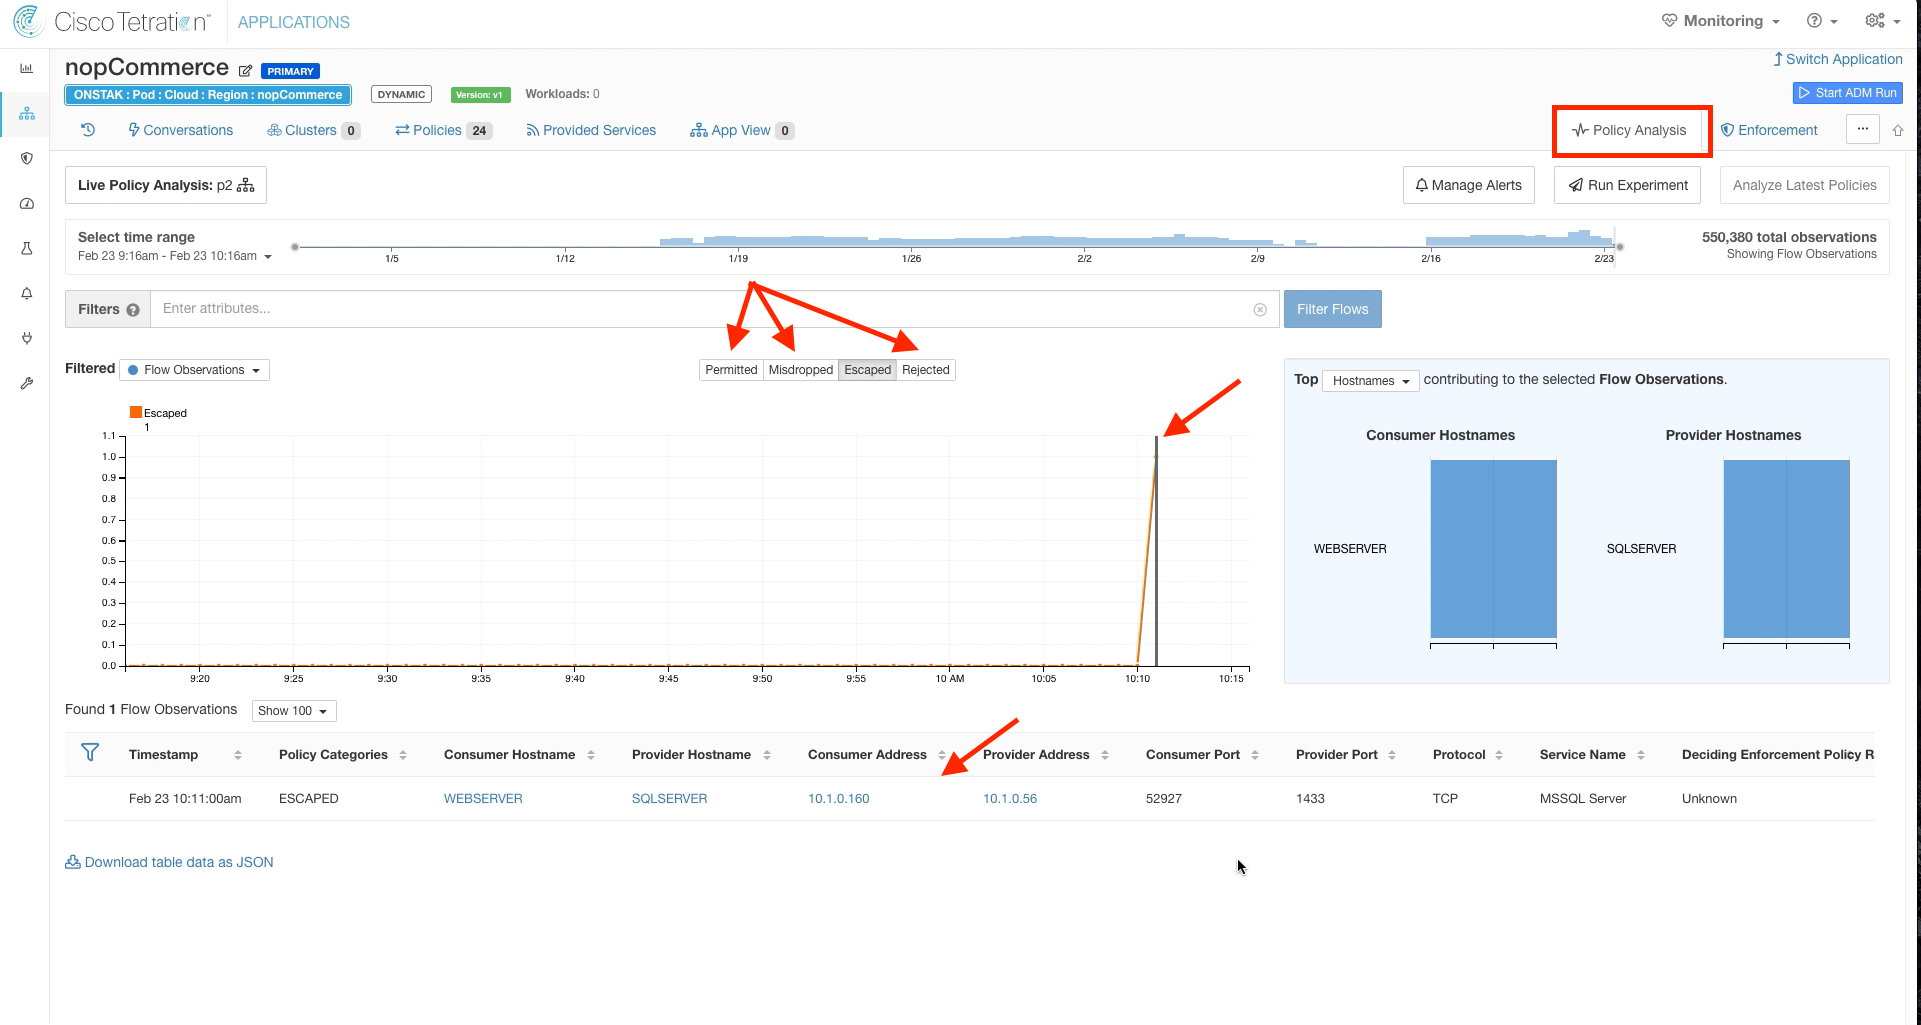 Cisco Tetration™ APPLICATIONS Monitoring
nopCommerce PRIMARY Switch Application
ONSTAK : Pod : Cloud : Region : nopCommerce DYNAMIC Version: v1 Workloads: 0 Start ADM Run
Conversations Clusters 0 Policies 24 Provided Services App View 0 Policy Analysis Enforcement ...
Live Policy Analysis: p2 Manage Alerts Run Experiment Analyze Latest Policies
Select time range 550,380 total observations
Feb 23 9:16am - Feb 23 10:16am Showing Flow Observations
1/5 1/12 1/19 1/26 2/2 2/9 2/16 2/23
Filters ? Enter attributes... Filter Flows
Filtered Flow Observations Permitted Misdropped Escaped Rejected
Top Hostnames contributing to the selected Flow Observations.
Escaped
1
Consumer Hostnames Provider Hostnames
WEBSERVER SQLSERVER
1.1
1.0
0.9
0.8
0.7
0.6
0.5
0.4
0.3
0.2
0.1
0.0
9:20 9:25 9:30 9:35 9:40 9:45 9:50 9:55 10 AM 10:05 10:10 10:15
Found 1 Flow Observations Show 100
Timestamp Policy Categories Consumer Hostname Provider Hostname Consumer Address Provider Address Consumer Port Provider Port Protocol Service Name Deciding Enforcement Policy R
Feb 23 10:11:00am ESCAPED WEBSERVER SQLSERVER 10.1.0.160 10.1.0.56 52927 1433 TCP MSSQL Server Unknown
Download table data as JSON